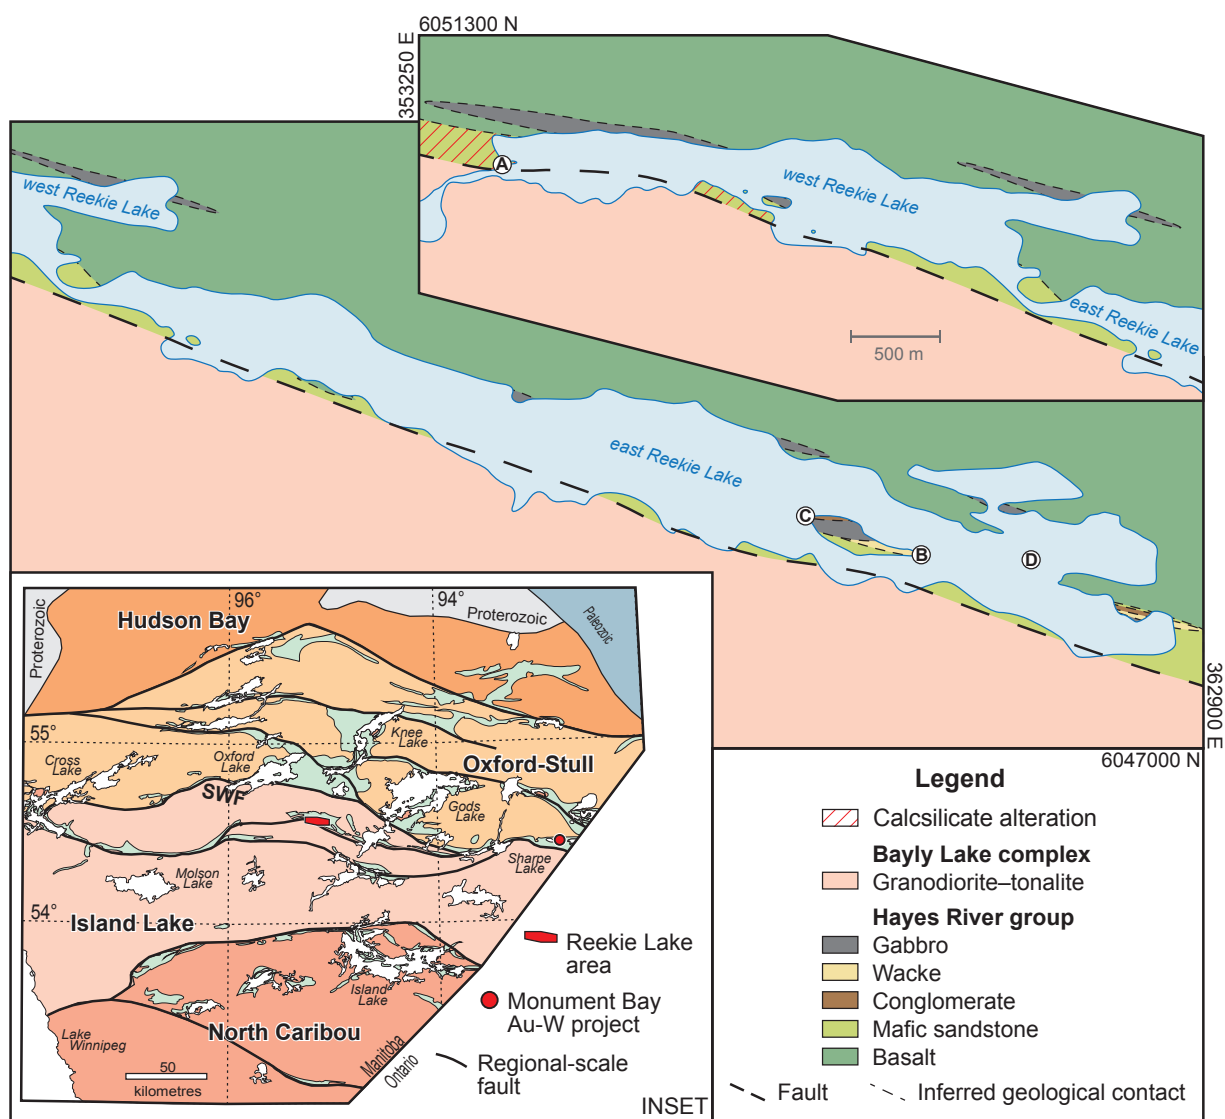 6051300 N
353250 E
west Reekie Lake
A
west Reekie Lake
east Reekie Lake
500 m
east Reekie Lake
C
B
D
362900 E
6047000 N
96°
94°
Proterozoic
Hudson Bay
Proterozoic
Paleozoic
55°
Knee
Lake
Cross
Lake
Oxford
Lake
Oxford-Stull
SWF
Gods
Lake
Sharpe
Lake
Molson
Lake
54°
Island Lake
Island
Lake
North Caribou
Lake
Winnipeg
50
kilometres
Manitoba
Ontario
Reekie Lake
area
Monument Bay
Au-W project
Regional-scale
fault
INSET
Legend
Calcsilicate alteration
Bayly Lake complex
Granodiorite–tonalite
Hayes River group
Gabbro
Wacke
Conglomerate
Mafic sandstone
Basalt
Fault
Inferred geological contact